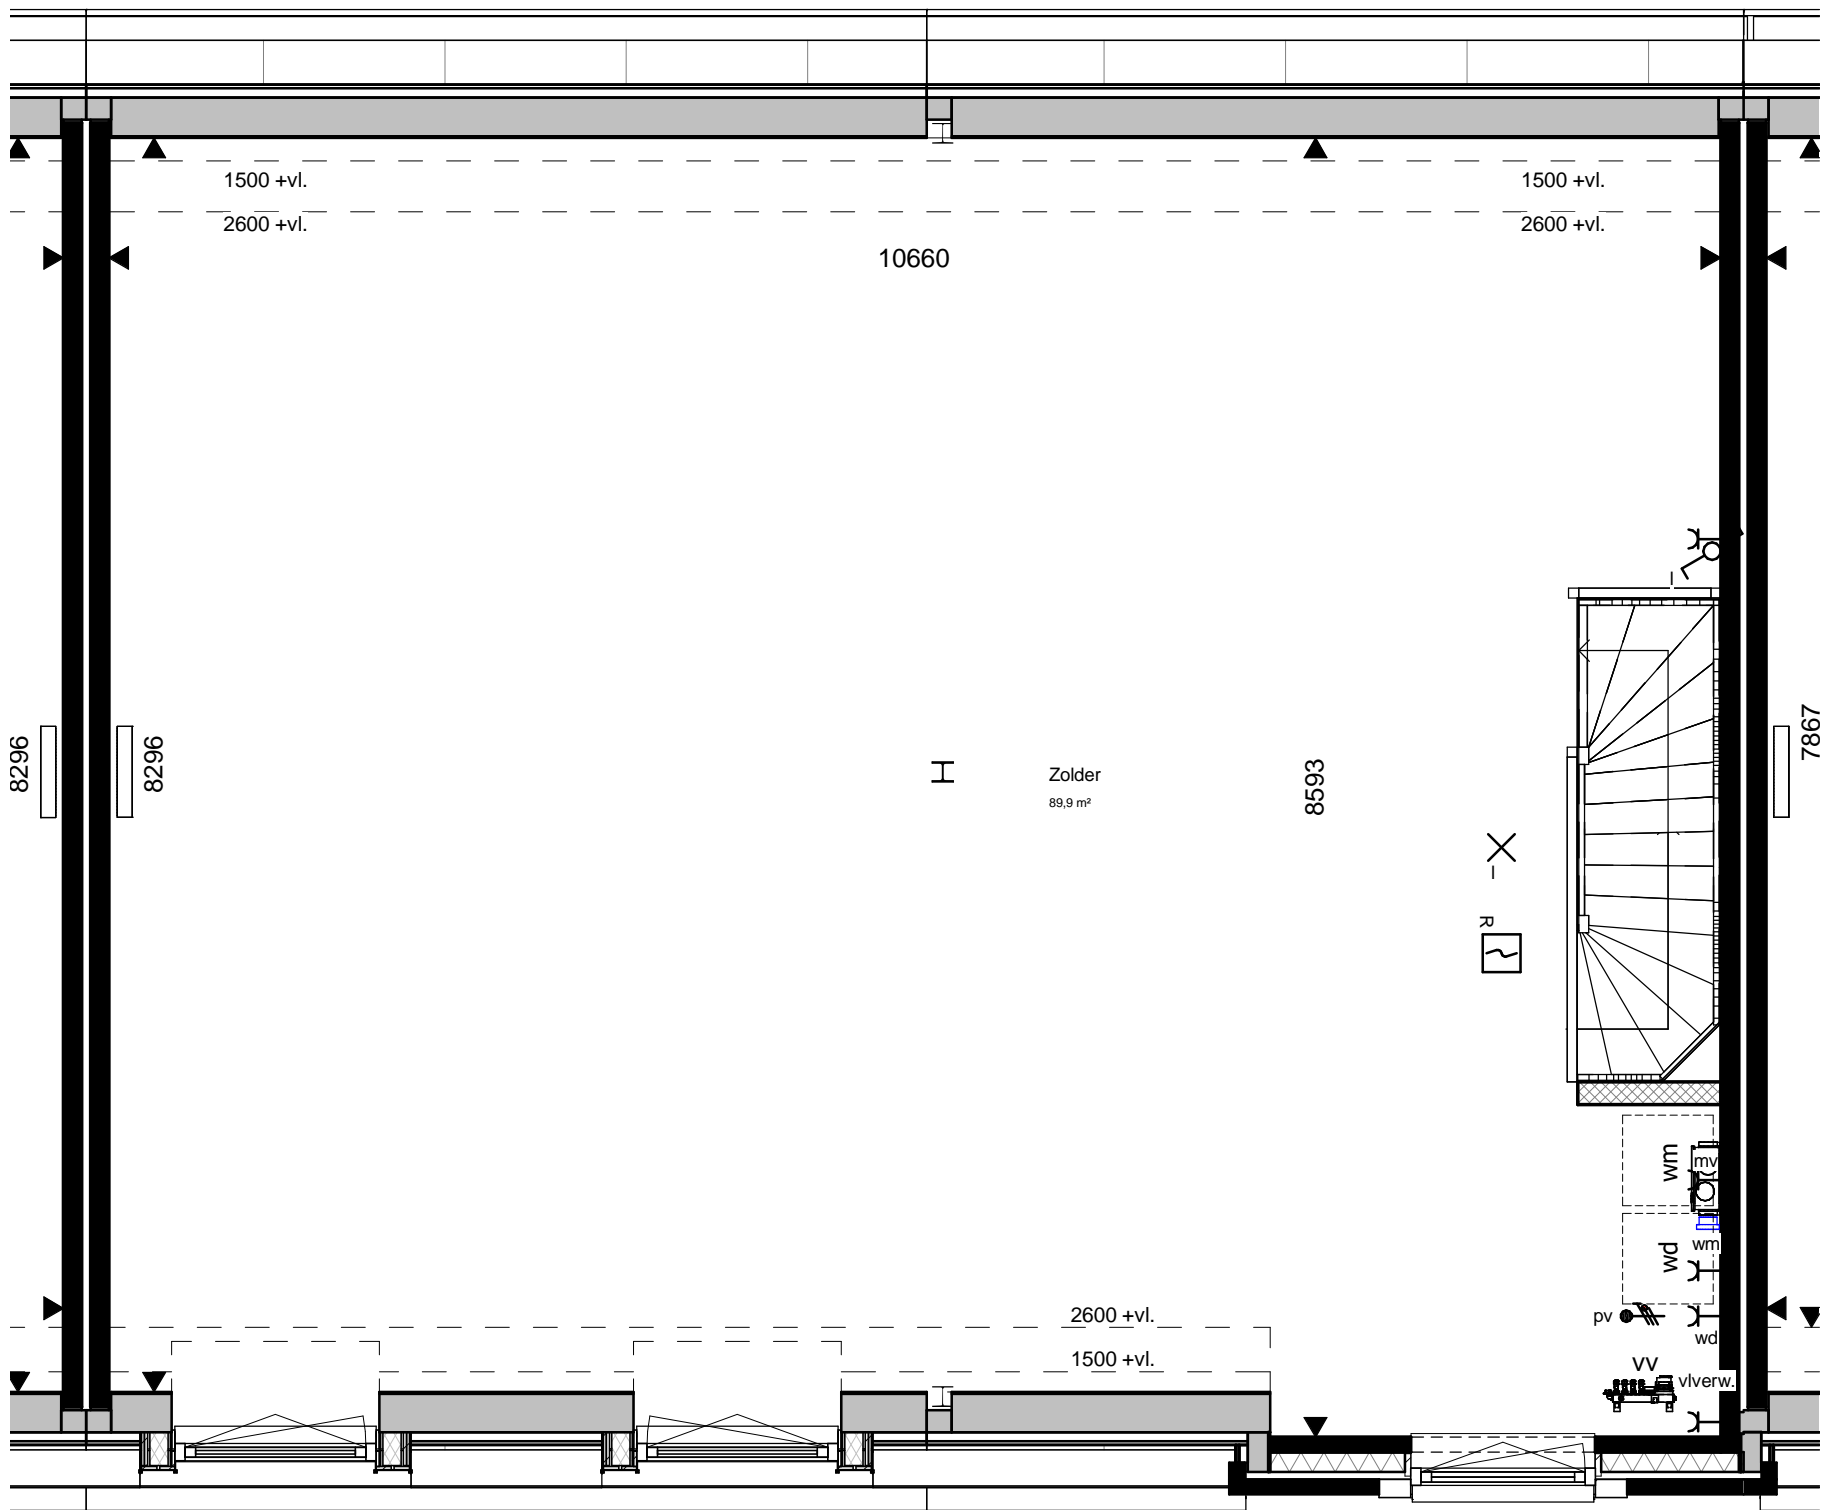 1500 +vl.
1500 +vl.
2600 +vl.
2600 +vl.
10660
8296
8296
Zolder
89,9 m²
8593
7867
R
wm
mv
wd
wm
2600 +vl.
pv
wd
1500 +vl.
vv
vlverw.